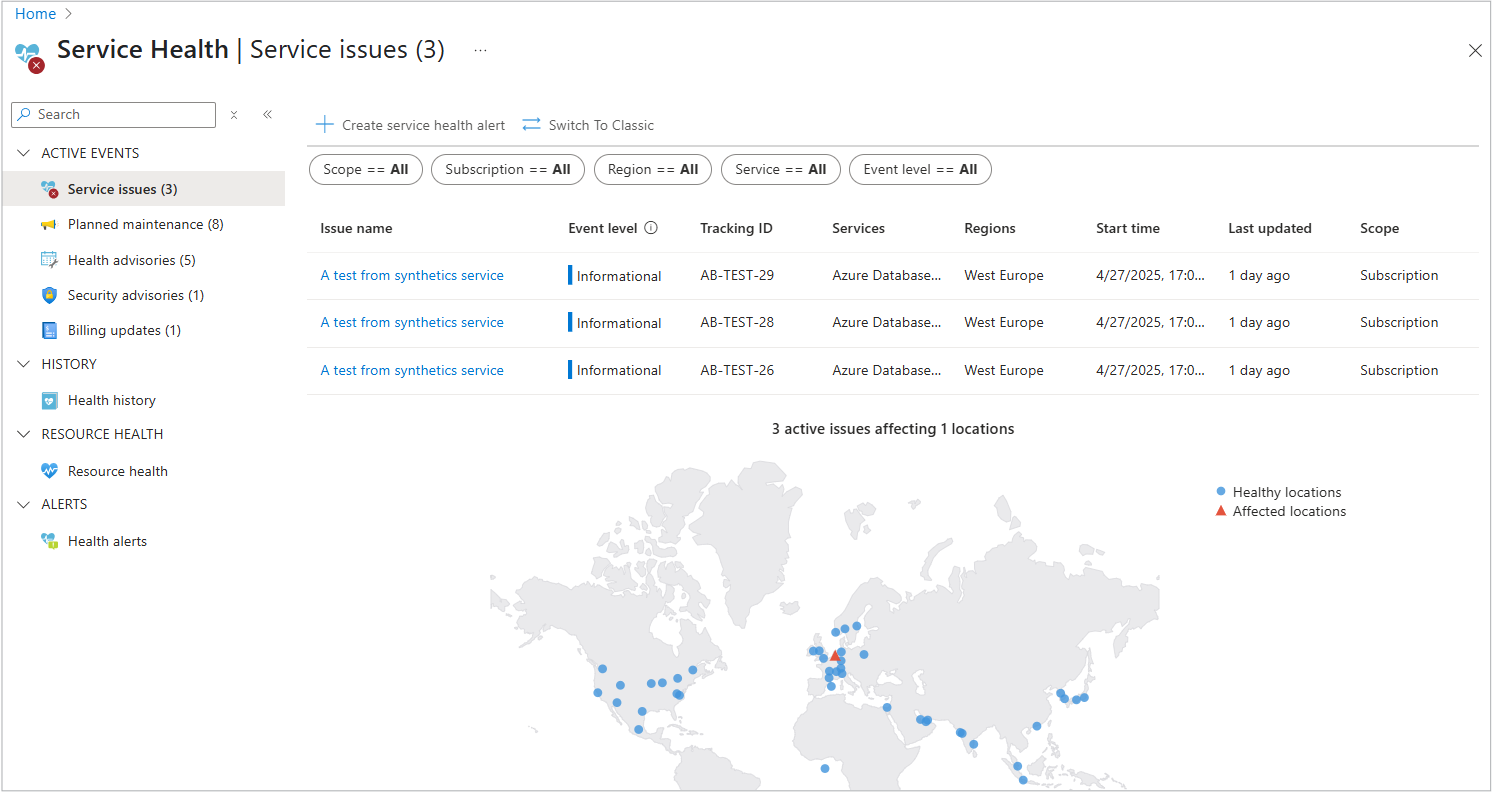 Home
Service Health | Service issues (3) ...
Search
ACTIVE EVENTS
Service issues (3)
Planned maintenance (8)
Health advisories (5)
Security advisories (1)
Billing updates (1)
HISTORY
Health history
RESOURCE HEALTH
Resource health
ALERTS
Health alerts
Create service health alert Switch To Classic
Scope == All Subscription == All Region == All Service == All Event level == All
Issue name Event level Tracking ID Services Regions Start time Last updated Scope
A test from synthetics service Informational AB-TEST-29 Azure Database... West Europe 4/27/2025, 17:0... 1 day ago Subscription
A test from synthetics service Informational AB-TEST-28 Azure Database... West Europe 4/27/2025, 17:0... 1 day ago Subscription
A test from synthetics service Informational AB-TEST-26 Azure Database... West Europe 4/27/2025, 17:0... 1 day ago Subscription
3 active issues affecting 1 locations
Healthy locations
Affected locations